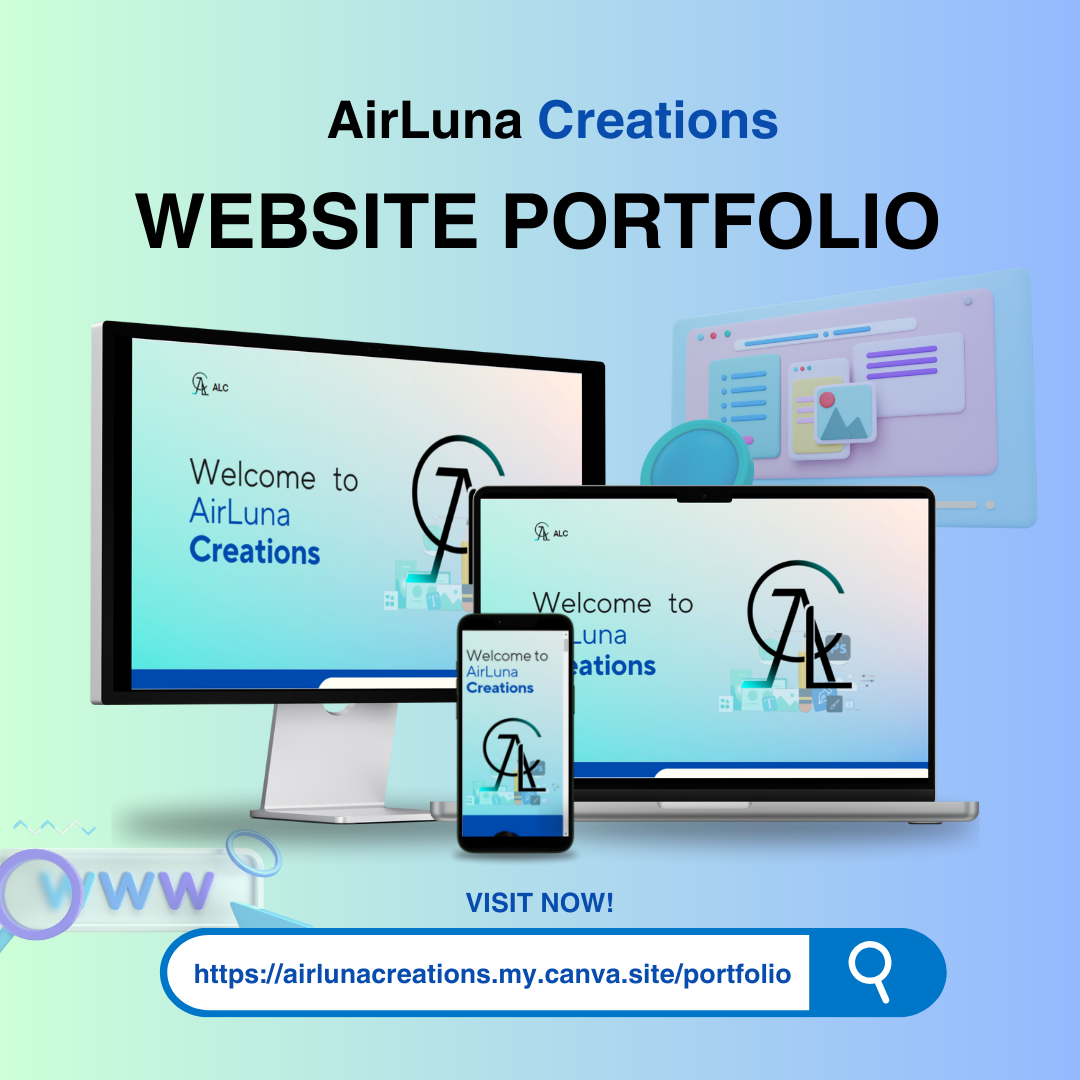 AirLuna Creations
WEBSITE PORTFOLIO
ALC
Welcome to
AirLuna
Creations
ALC
Welcome to
Luna
eations
Welcome to
AirLuna
Creations
Ps
T
WWW
VISIT NOW!
https://airlunacreations.my.canva.site/portfolio